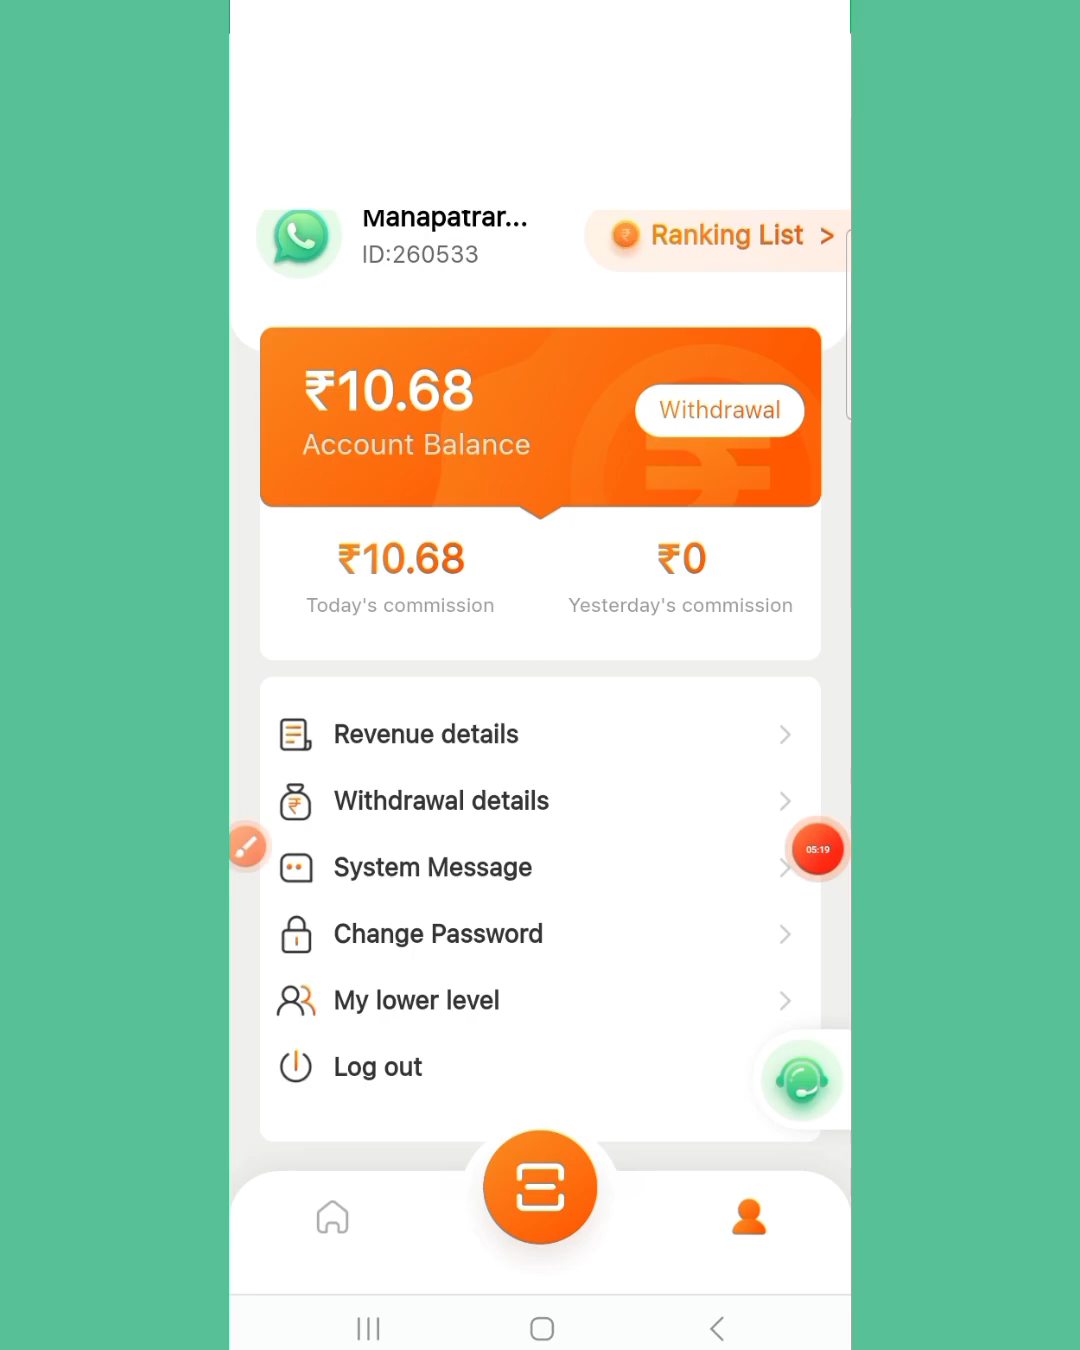 Mahapatrar...
ID:260533
Ranking List >
₹10.68
Account Balance
Withdrawal
₹10.68
₹0
Today's commission
Yesterday's commission
Revenue details
Withdrawal details
System Message
05:19
Change Password
My lower level
Log out